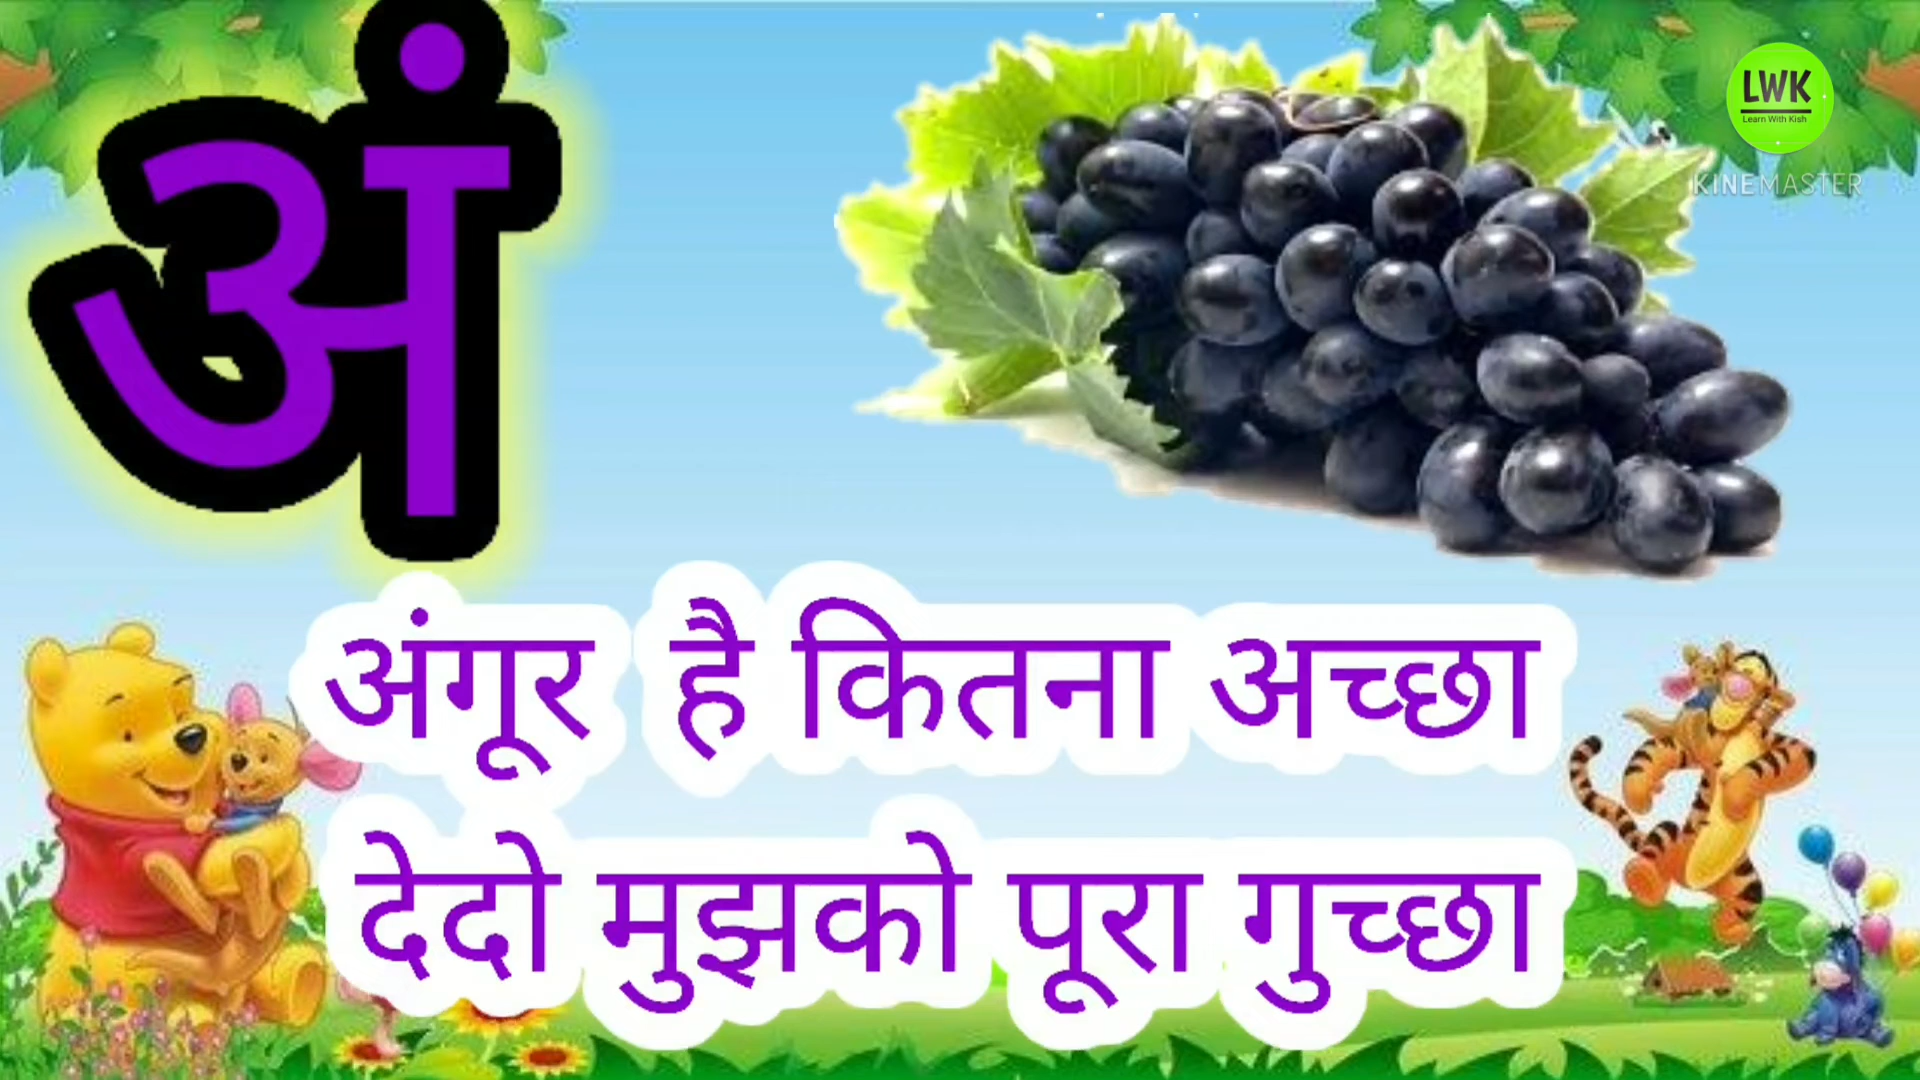 अं
LWK
Learn With Kish
KINEMASTER
अंगूर है कितना अच्छा
देदो मुझको पूरा गुच्छा